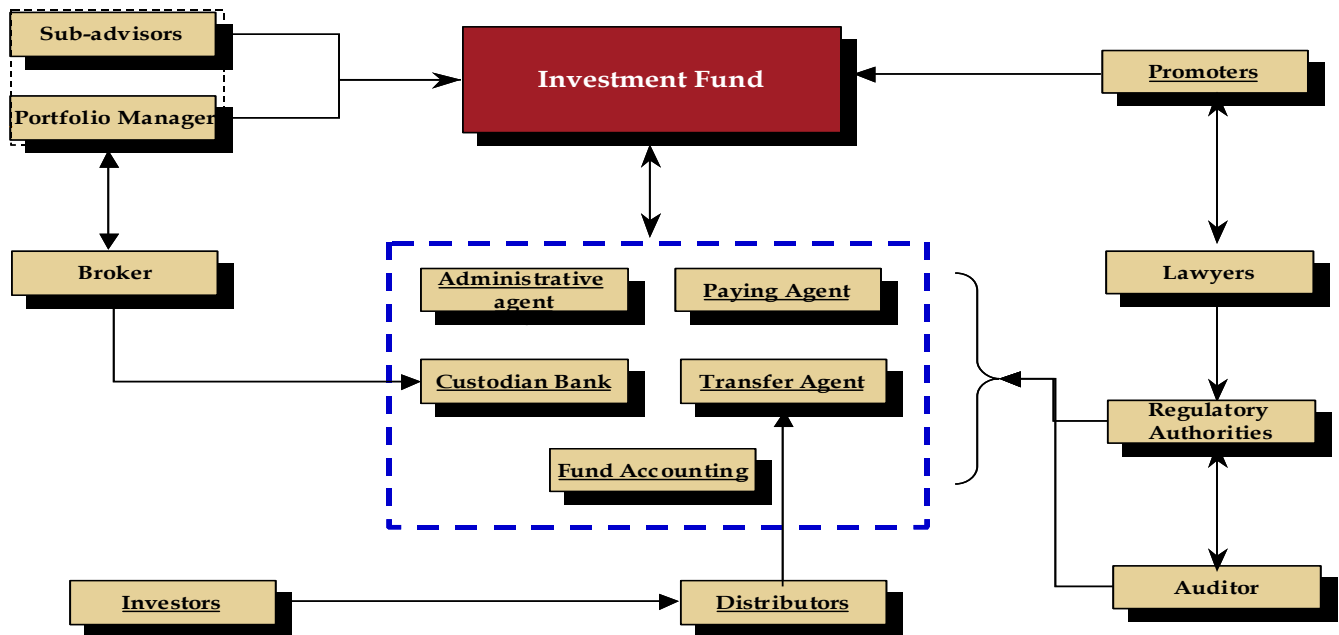 Sub-advisors
Investment Fund
Promoters
Portfolio Manager
Broker
Administrative
agent
Paying Agent
Lawyers
Custodian Bank
Transfer Agent
Regulatory
Authorities
Fund Accounting
Investors
Distributors
Auditor